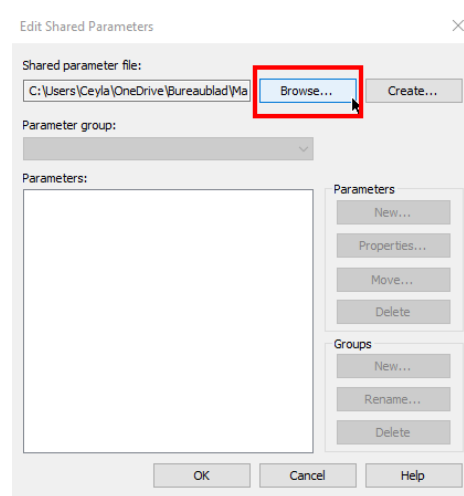 Edit Shared Parameters
Shared parameter file:
C:\Users\Ceyla\OneDrive\Bureaublad\Ma
Browse...
Create...
Parameter group:
Parameters:
Parameters
New...
Properties...
Move...
Delete
Groups
New...
Rename...
Delete
OK
Cancel
Help